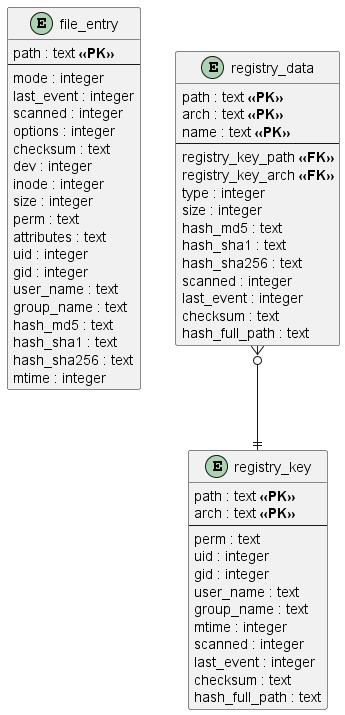 E file_entry
path : text «PK»
mode : integer
last_event : integer
scanned : integer
options : integer
checksum : text
dev : integer
inode : integer
size : integer
perm : text
attributes : text
uid : integer
gid : integer
user_name : text
group_name : text
hash_md5 : text
hash_sha1 : text
hash_sha256 : text
mtime : integer
E registry_data
path : text «PK»
arch : text «PK»
name : text «PK»
registry_key_path «FK»
registry_key_arch «FK»
type : integer
size : integer
hash_md5 : text
hash_sha1 : text
hash_sha256 : text
scanned : integer
last_event : integer
checksum : text
hash_full_path : text
E registry_key
path : text «PK»
arch : text «PK»
perm : text
uid : integer
gid : integer
user_name : text
group_name : text
mtime : integer
scanned : integer
last_event : integer
checksum : text
hash_full_path : text